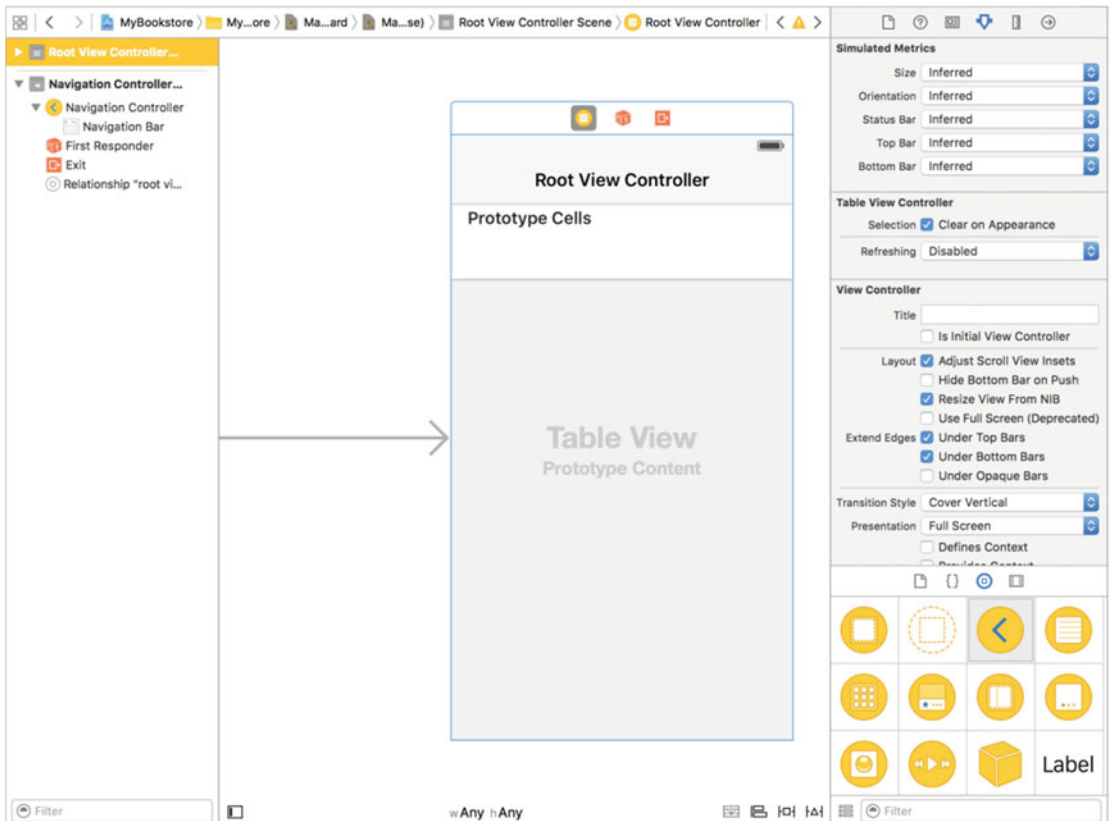 MyBookstore
My...ore
Ma...ard
Ma...se)
Root View Controller Scene
Root View Controller
Root View Controller...
Navigation Controller...
Navigation Controller
Navigation Bar
First Responder
Exit
Relationship "root vi...
Filter
Root View Controller
Prototype Cells
Table View
Prototype Content
wAny hAny
Simulated Metrics
Size Inferred
Orientation Inferred
Status Bar Inferred
Top Bar Inferred
Bottom Bar Inferred
Table View Controller
Selection Clear on Appearance
Refreshing Disabled
View Controller
Title
Is Initial View Controller
Layout Adjust Scroll View Insets
Hide Bottom Bar on Push
Resize View From NIB
Use Full Screen (Deprecated)
Extend Edges Under Top Bars
Under Bottom Bars
Under Opaque Bars
Transition Style Cover Vertical
Presentation Full Screen
Defines Context
Provides Context
Label
Filter